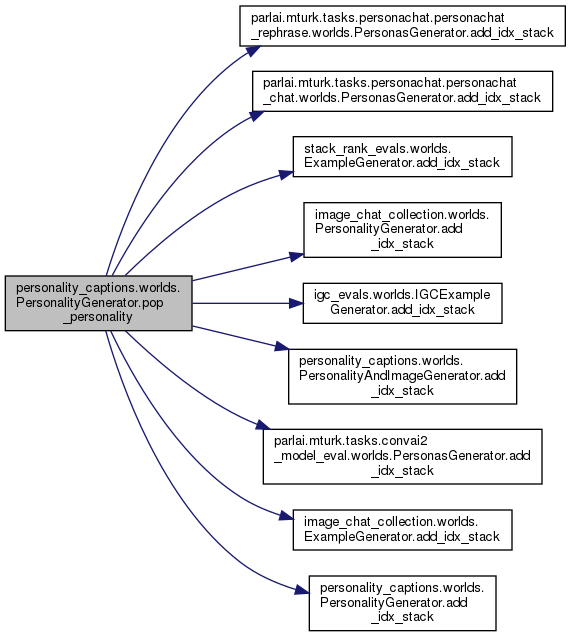 parlai.mturk.tasks.personachat.personachat
_rephrase.worlds.PersonasGenerator.add_idx_stack
parlai.mturk.tasks.personachat.personachat
_chat.worlds.PersonasGenerator.add_idx_stack
stack_rank_evals.worlds.
ExampleGenerator.add_idx_stack
image_chat_collection.worlds.
PersonalityGenerator.add
_idx_stack
personality_captions.worlds.
PersonalityGenerator.pop
_personality
igc_evals.worlds.IGCExample
Generator.add_idx_stack
personality_captions.worlds.
PersonalityAndImageGenerator.add
_idx_stack
parlai.mturk.tasks.convai2
_model_eval.worlds.PersonasGenerator.add
_idx_stack
image_chat_collection.worlds.
ExampleGenerator.add_idx_stack
personality_captions.worlds.
PersonalityGenerator.add
_idx_stack